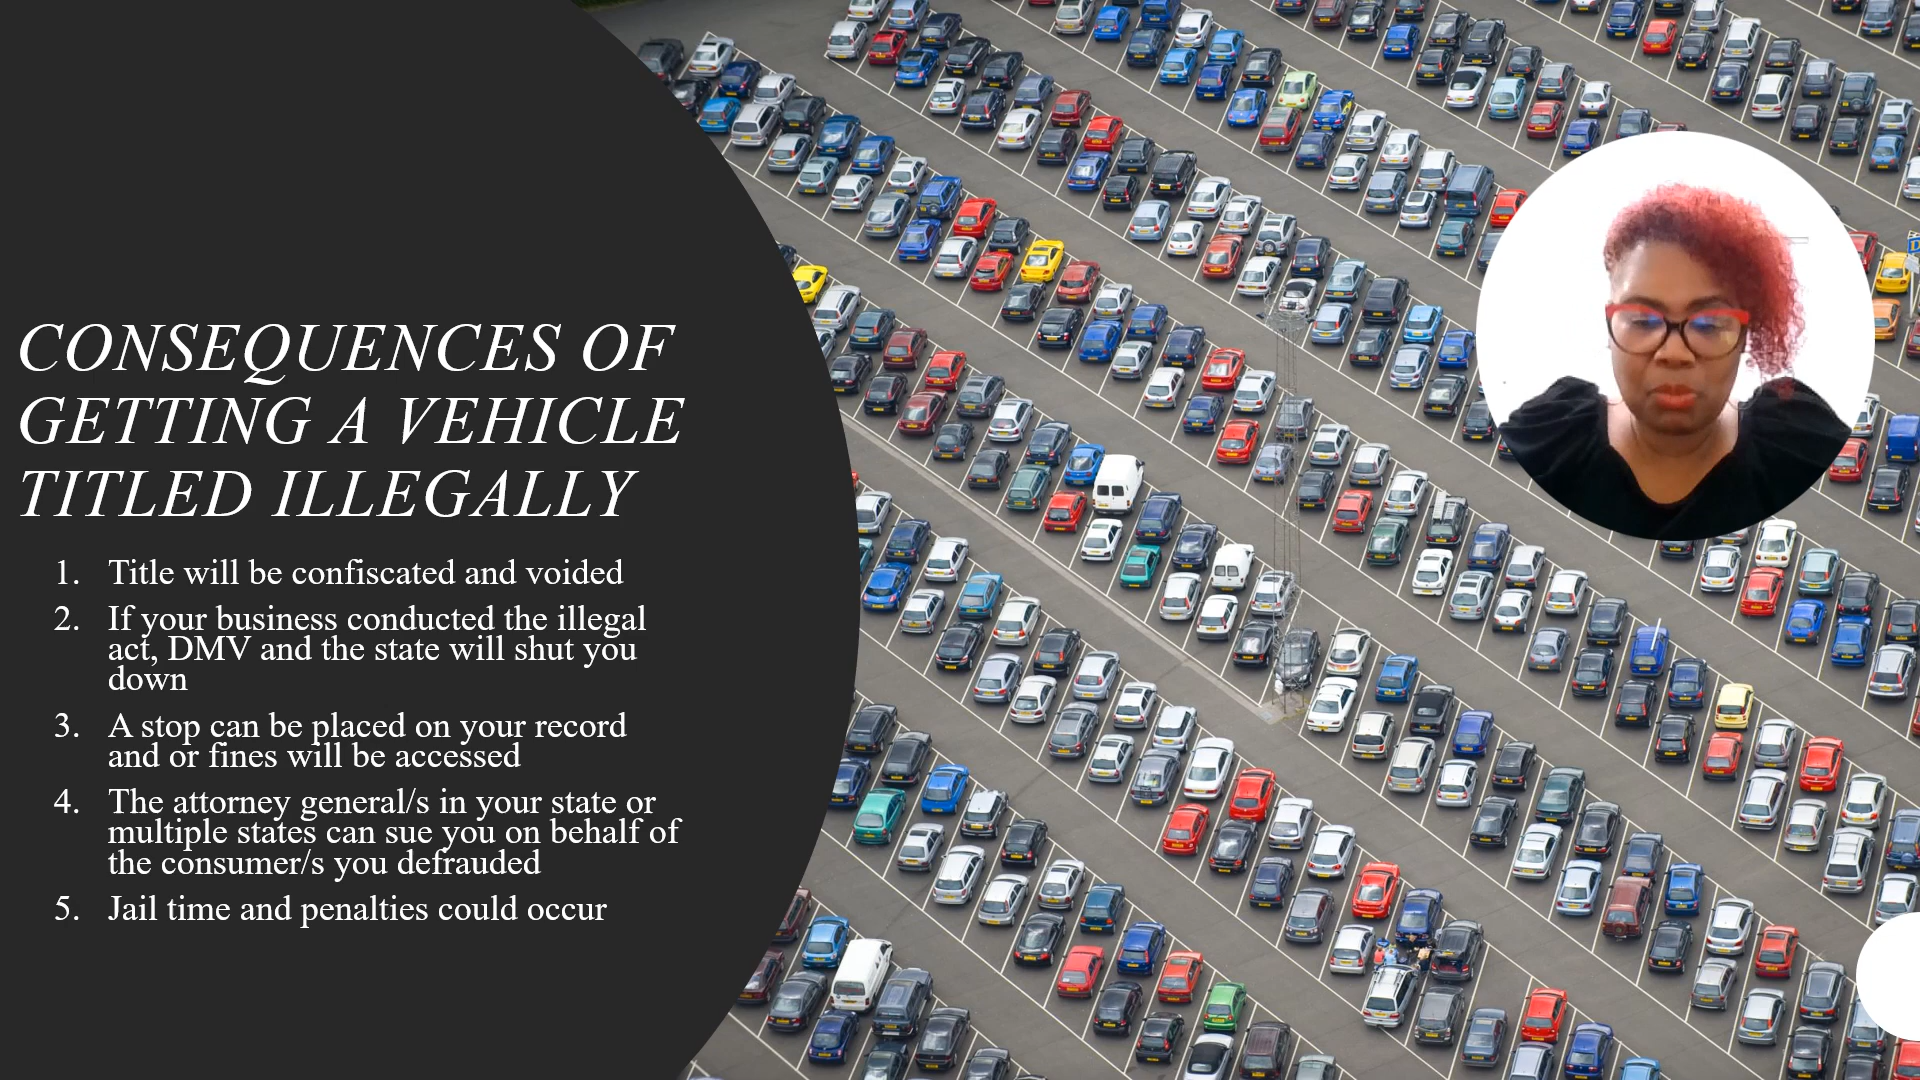 CONSEQUENCES OF
GETTING A VEHICLE
TITLED ILLEGALLY
1. Title will be confiscated and voided
2. If your business conducted the illegal
act, DMV and the state will shut you
down
3. A stop can be placed on your record
and or fines will be accessed
4. The attorney general/s in your state or
multiple states can sue you on behalf of
the consumer/s you defrauded
5. Jail time and penalties could occur